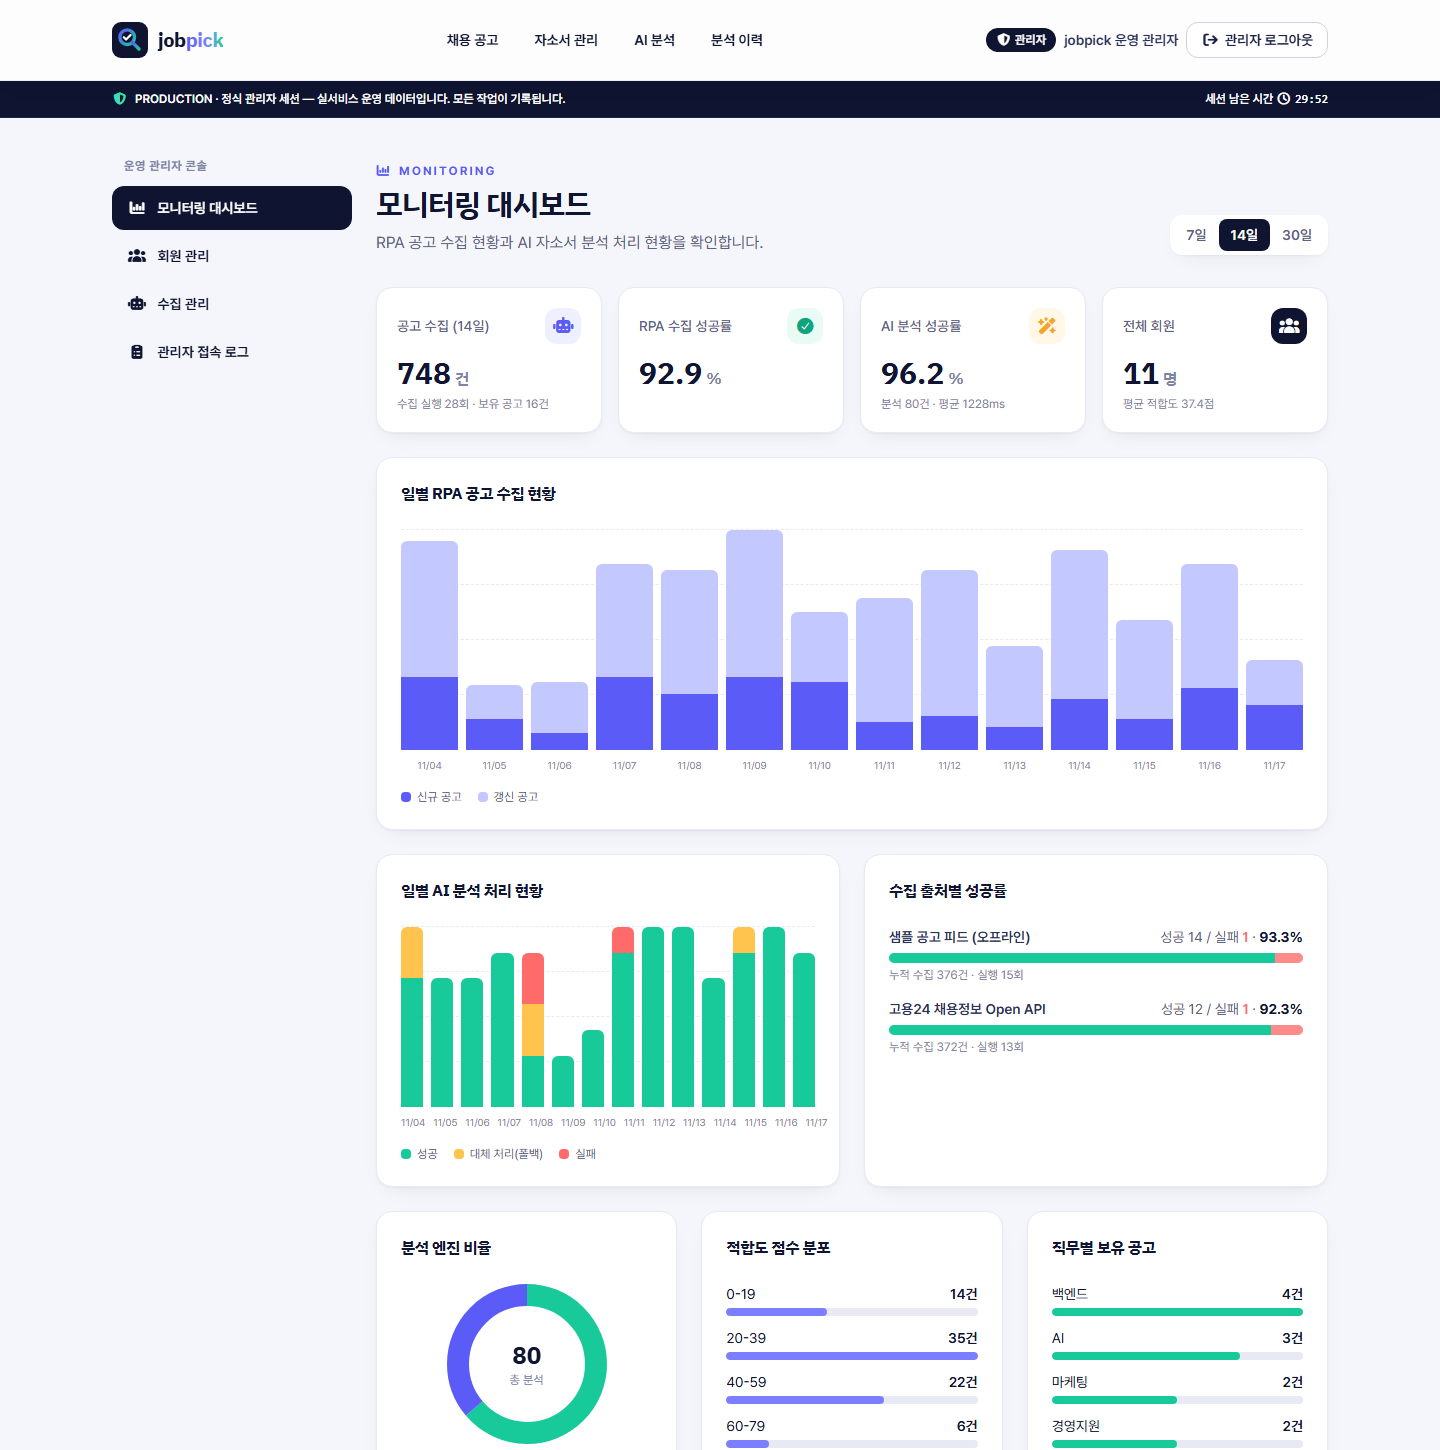 jobpick
채용 공고
자소서 관리
AI 분석
분석 이력
관리자
jobpick 운영 관리자
관리자 로그아웃
PRODUCTION · 정식 관리자 세션 — 실서비스 운영 데이터입니다. 모든 작업이 기록됩니다.
세션 남은 시간 29:52
운영 관리자 콘솔
모니터링 대시보드
회원 관리
수집 관리
관리자 접속 로그
MONITORING
모니터링 대시보드
RPA 공고 수집 현황과 AI 자소서 분석 처리 현황을 확인합니다.
7일 14일 30일
공고 수집 (14일)
748 건
수집 실행 28회 · 보유 공고 16건
RPA 수집 성공률
92.9 %
AI 분석 성공률
96.2 %
분석 80건 · 평균 1228ms
전체 회원
11 명
평균 적합도 37.4점
일별 RPA 공고 수집 현황
11/04 11/05 11/06 11/07 11/08 11/09 11/10 11/11 11/12 11/13 11/14 11/15 11/16 11/17
신규 공고 갱신 공고
일별 AI 분석 처리 현황
11/04 11/05 11/06 11/07 11/08 11/09 11/10 11/11 11/12 11/13 11/14 11/15 11/16 11/17
성공 대체 처리(폴백) 실패
수집 출처별 성공률
샘플 공고 피드 (오프라인) 성공 14 / 실패 1 · 93.3%
누적 수집 376건 · 실행 15회
고용24 채용정보 Open API 성공 12 / 실패 1 · 92.3%
누적 수집 372건 · 실행 13회
분석 엔진 비율
80
총 분석
적합도 점수 분포
0-19 14건
20-39 35건
40-59 22건
60-79 6건
직무별 보유 공고
백엔드 4건
AI 3건
마케팅 2건
경영지원 2건